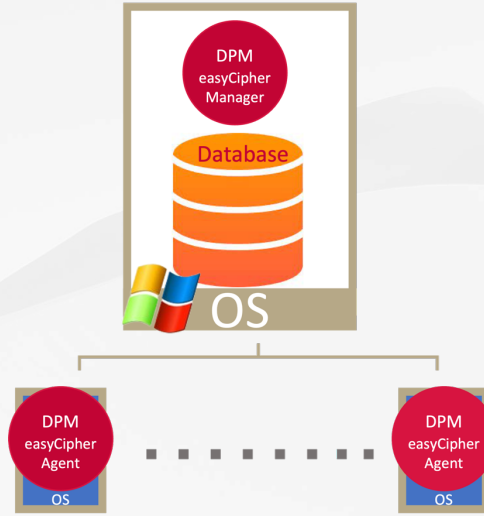 DPM
easyCipher
Manager
Database
OS
DPM
easyCipher
Agent
OS
DPM
easyCipher
Agent
OS